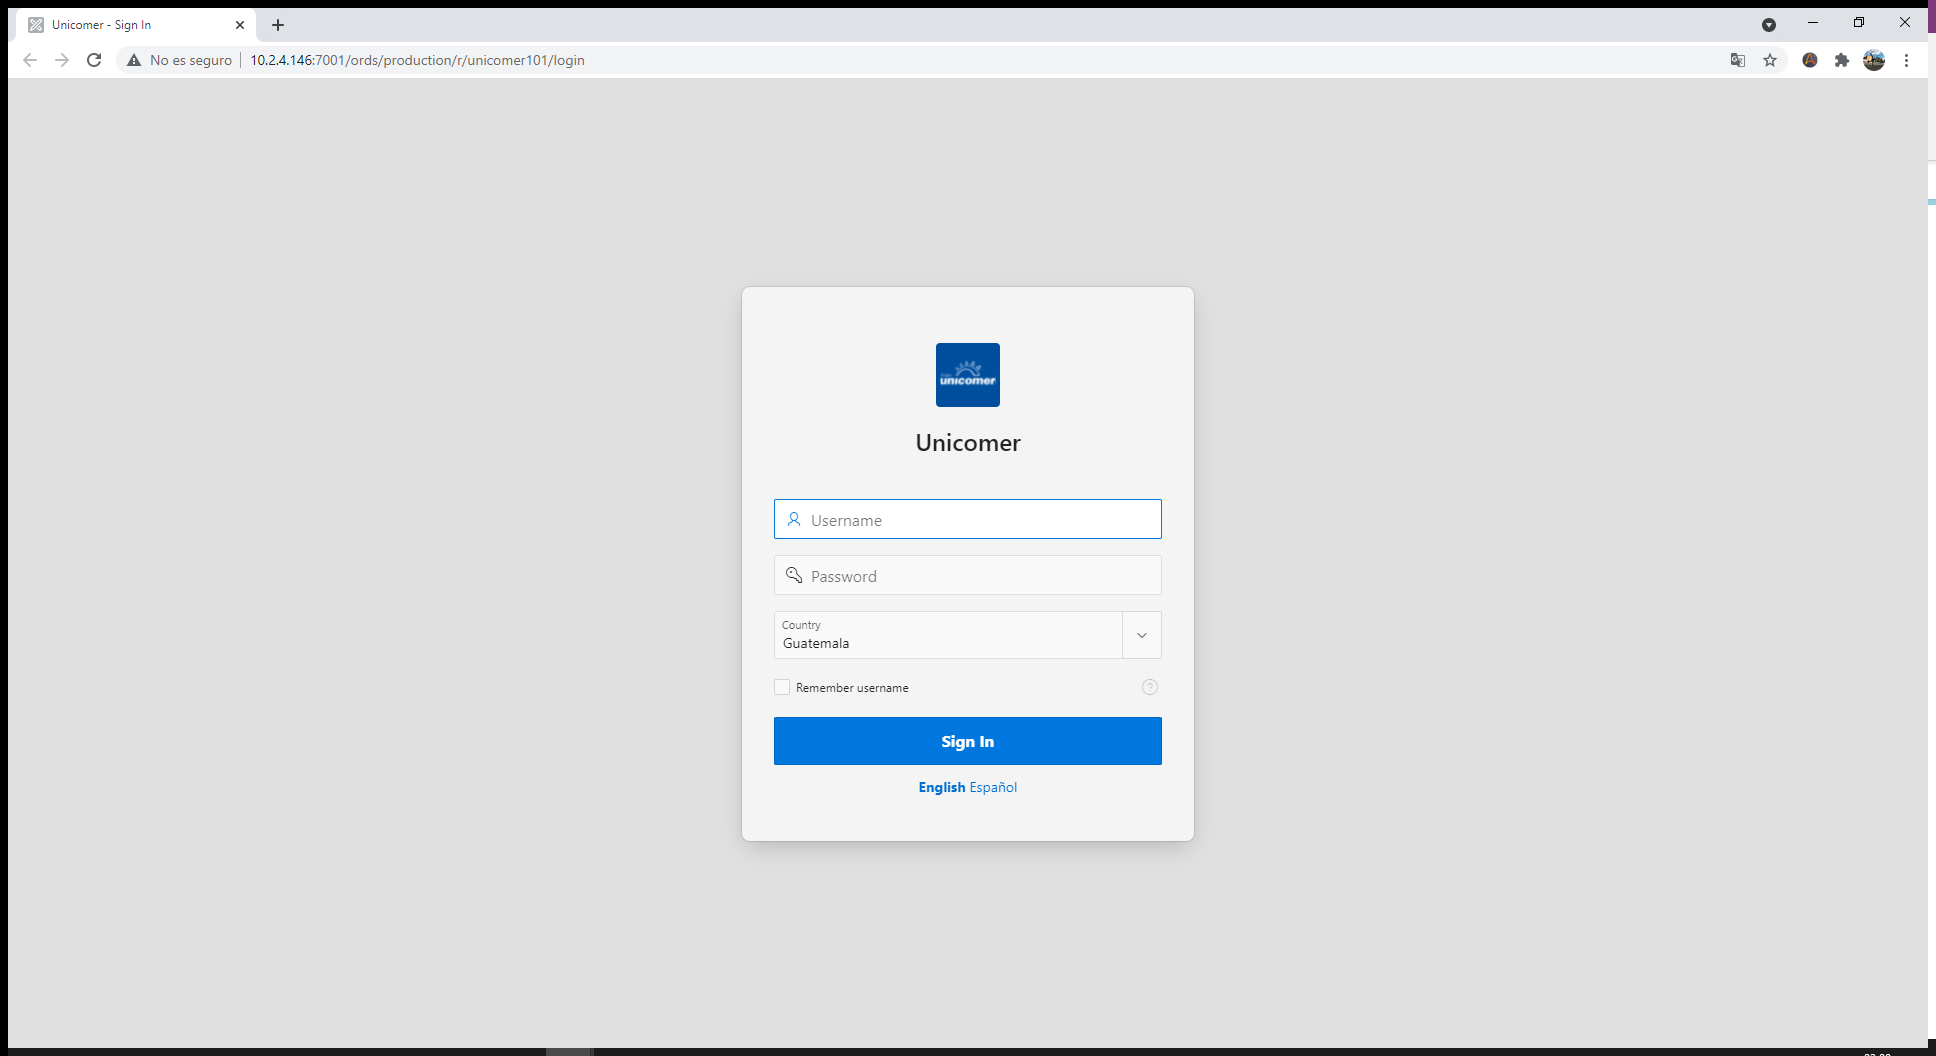 Unicomer - Sign In
No es seguro
10.2.4.146:7001/ords/production/r/unicomer101/login
unicomer
Unicomer
Username
Password
Country
Guatemala
Remember username
?
Sign In
English Español